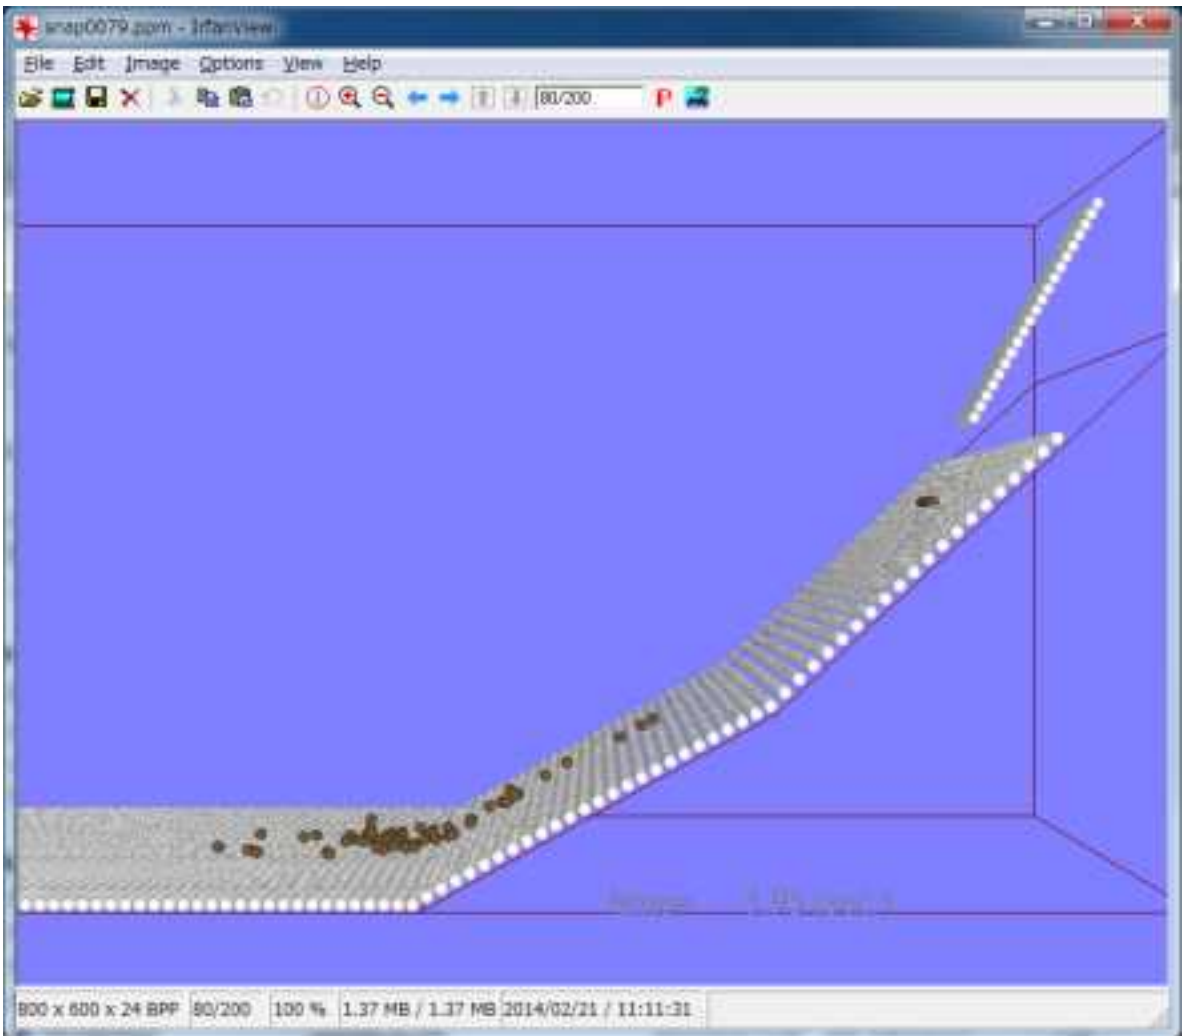 snap0079.ppm - IrfanView
File Edit Image Options View Help
80/200 P
800 x 600 x 24 BPP 80/200 100 % 1.37 MB / 1.37 MB 2014/02/21 / 11:11:31